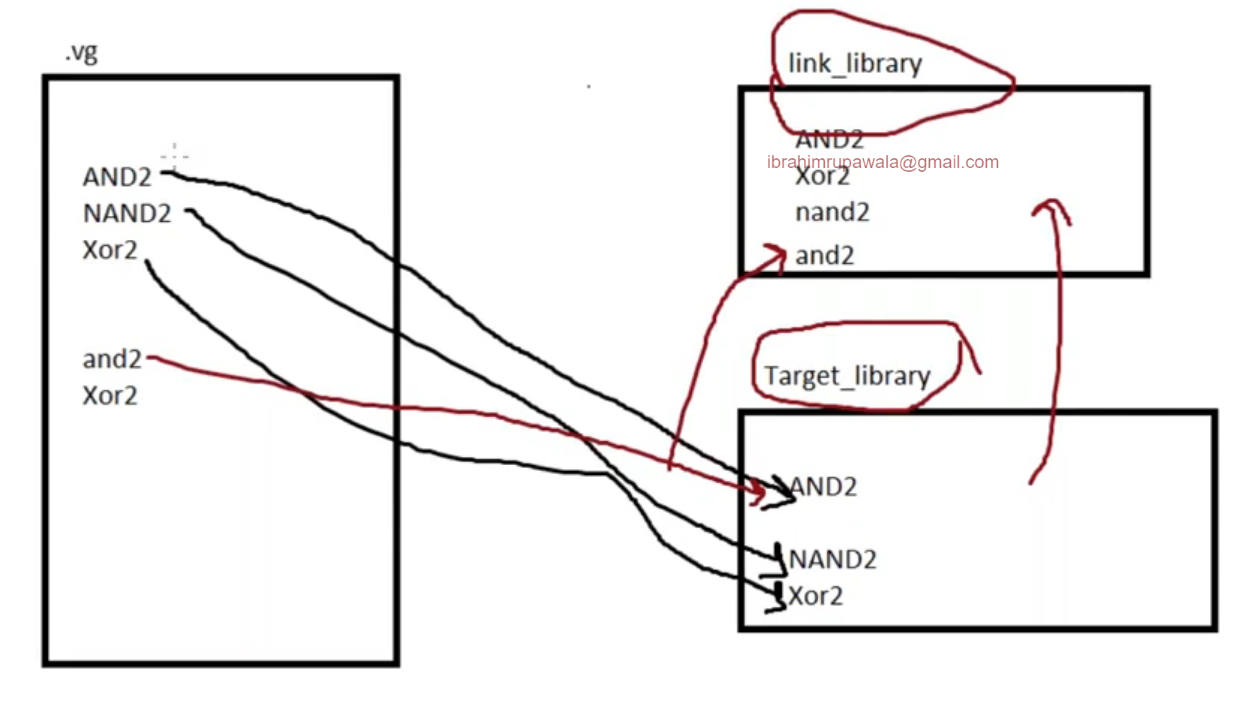 .vg
AND2
NAND2
Xor2
and2
Xor2
link_library
AND2
ibrahimrupawala@gmail.com
Xor2
nand2
and2
Target_library
AND2
NAND2
Xor2